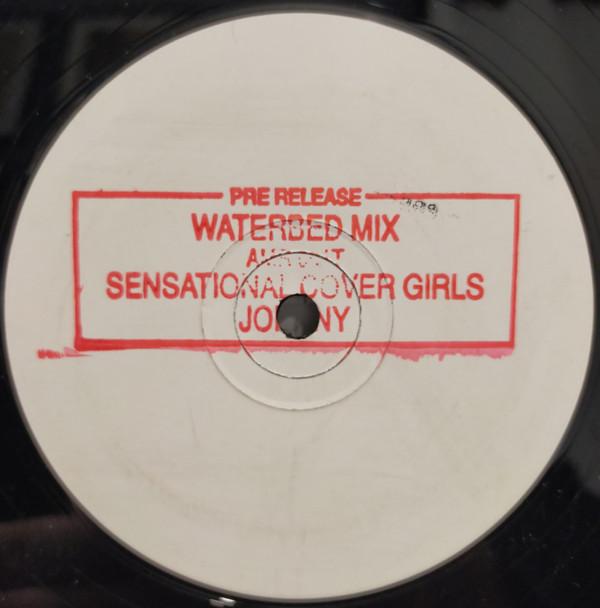 PRE RELEASE
WATERBED MIX
SENSATIONAL COVER GIRLS